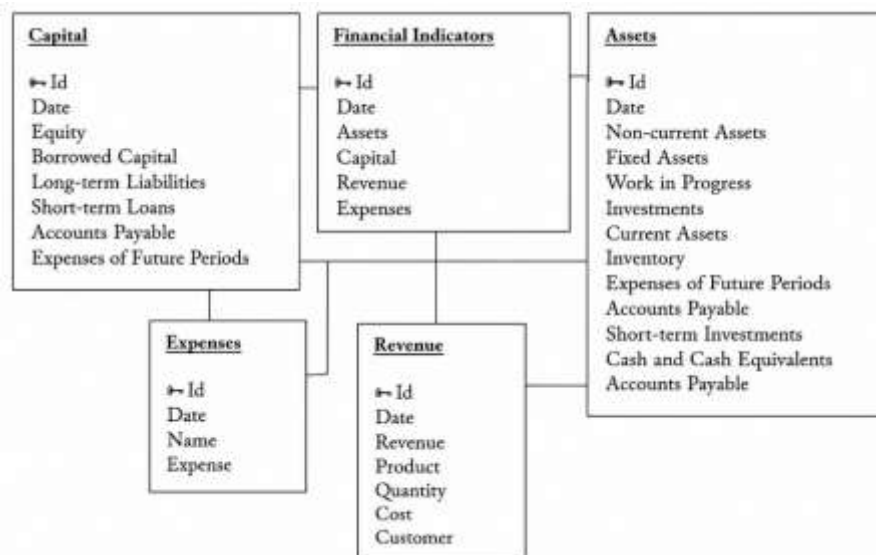 Capital
Id
Date
Equity
Borrowed Capital
Long-term Liabilities
Short-term Loans
Accounts Payable
Expenses of Future Periods
Financial Indicators
Id
Date
Assets
Capital
Revenue
Expenses
Assets
Id
Date
Non-current Assets
Fixed Assets
Work in Progress
Investments
Current Assets
Inventory
Expenses of Future Periods
Accounts Payable
Short-term Investments
Cash and Cash Equivalents
Accounts Payable
Expenses
Id
Date
Name
Expense
Revenue
Id
Date
Revenue
Product
Quantity
Cost
Customer